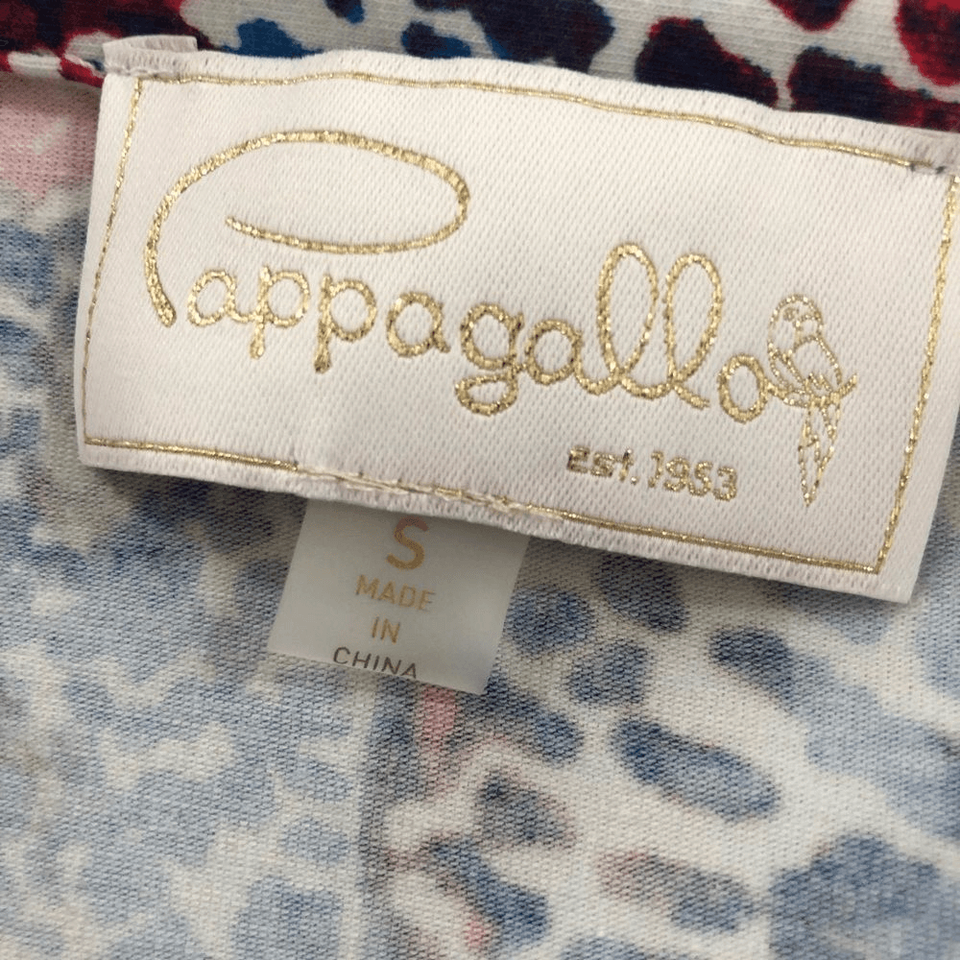 Pappagallo
est. 1953
S
MADE
IN
CHINA